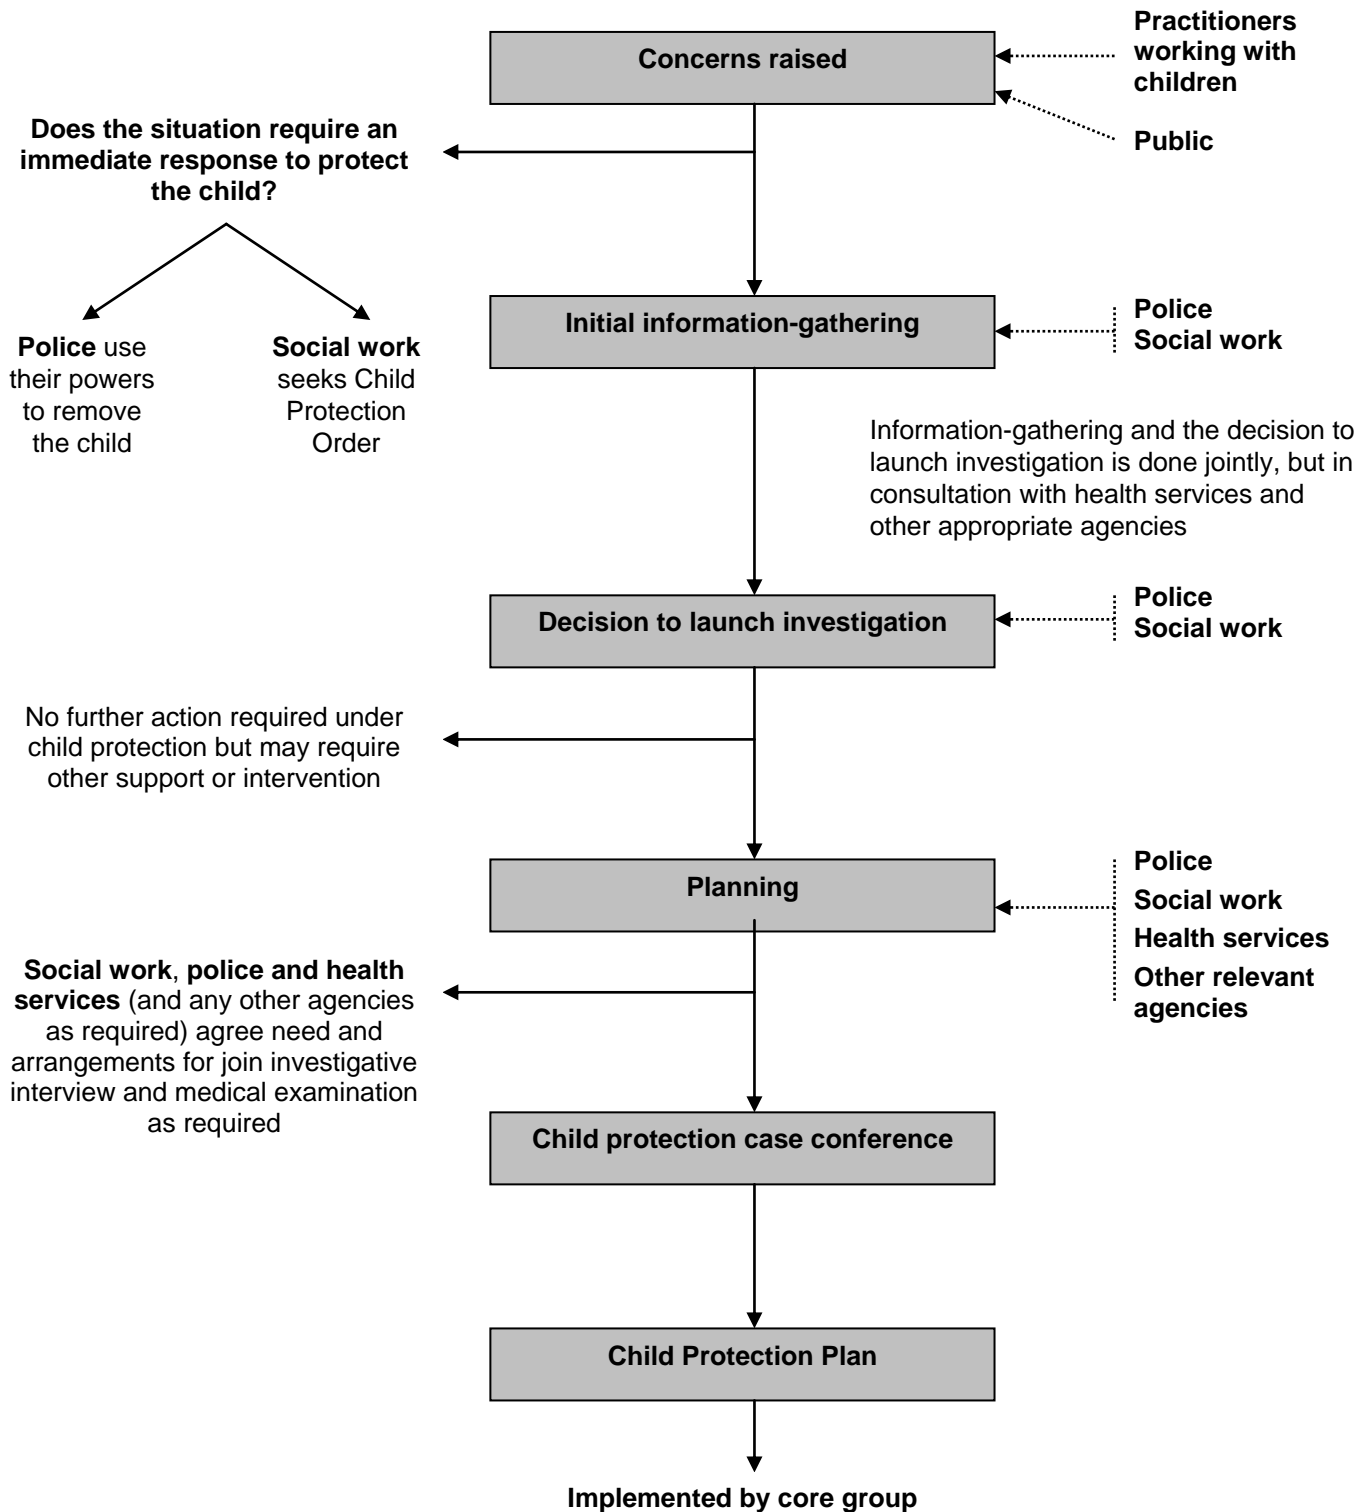 Concerns raised
Practitioners
working with
children
Public
Does the situation require an
immediate response to protect
the child?
Police use
their powers
to remove
the child
Social work
seeks Child
Protection
Order
Initial information-gathering
Police
Social work
Information-gathering and the decision to
launch investigation is done jointly, but in
consultation with health services and
other appropriate agencies
Decision to launch investigation
Police
Social work
No further action required under
child protection but may require
other support or intervention
Planning
Police
Social work
Health services
Other relevant
agencies
Social work, police and health
services (and any other agencies
as required) agree need and
arrangements for join investigative
interview and medical examination
as required
Child protection case conference
Child Protection Plan
Implemented by core group